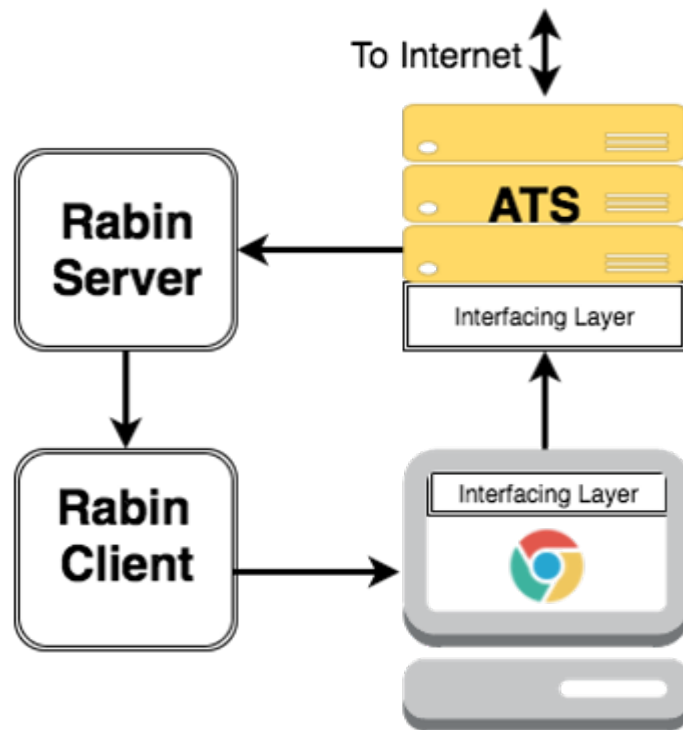 To Internet
ATS
Rabin
Server
Interfacing Layer
Rabin
Client
Interfacing Layer